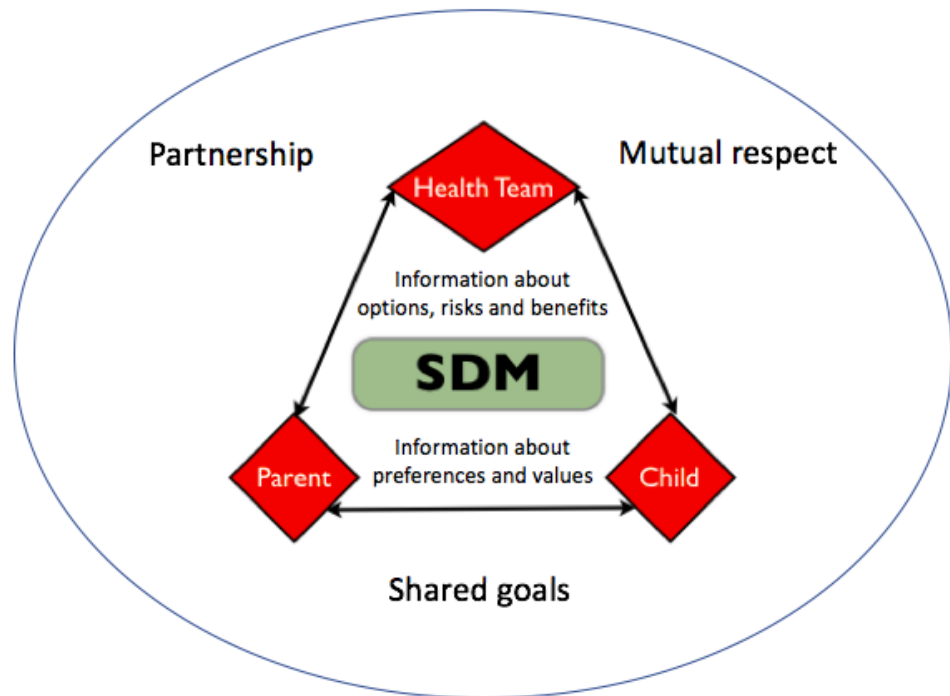 Partnership
Mutual respect
Health Team
Information about
options, risks and benefits
SDM
Information about
preferences and values
Parent
Child
Shared goals